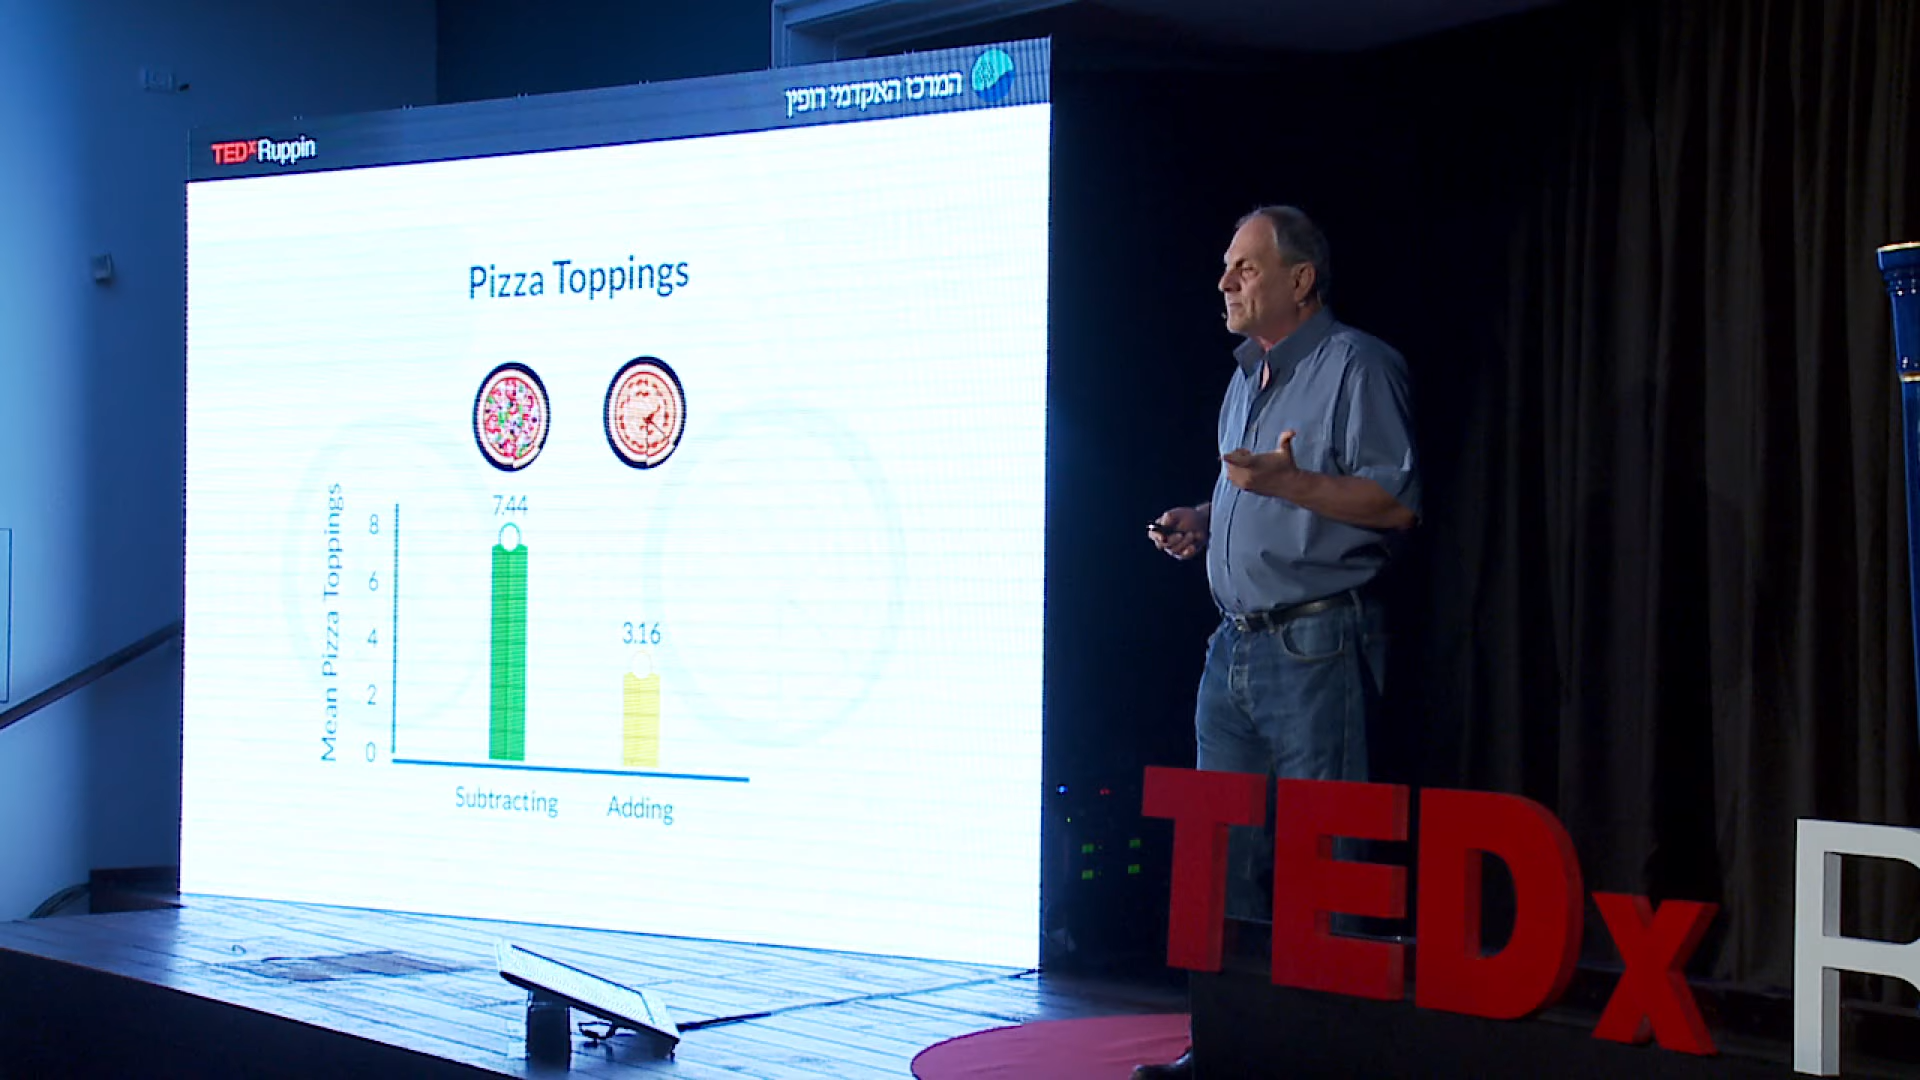 המרכז האקדמי רופין
TEDxRuppin
Pizza Toppings
7.44
3.16
Mean Pizza Toppings
8
6
4
2
0
Subtracting
Adding
TEDx R